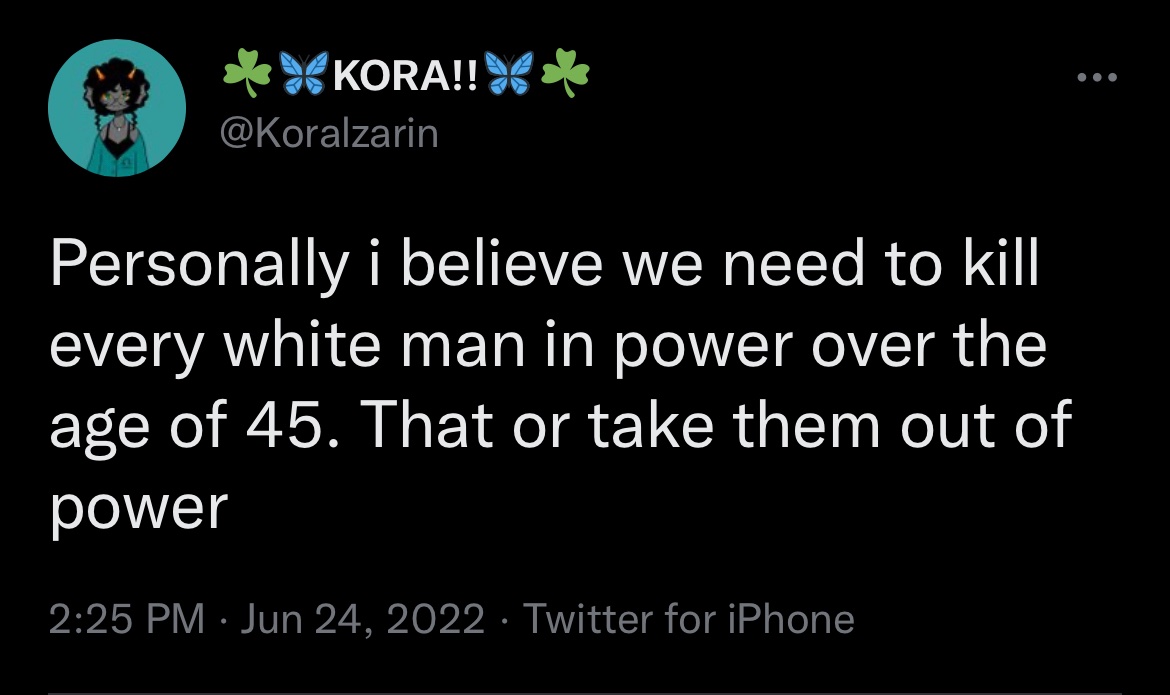 ☘️🦋KORA!!🦋☘️
@Koralzarin
Personally i believe we need to kill
every white man in power over the
age of 45. That or take them out of
power
2:25 PM · Jun 24, 2022 · Twitter for iPhone